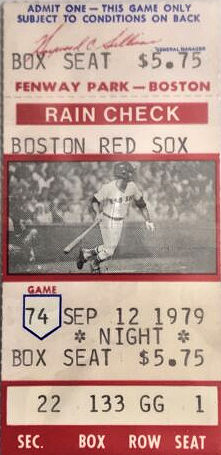 ADMIT ONE — THIS GAME ONLY
SUBJECT TO CONDITIONS ON BACK
Haywood C Sullivan
GENERAL MANAGER
BOX SEAT $5.75
FENWAY PARK—BOSTON
RAIN CHECK
BOSTON RED SOX
GAME
74 SEP 12 1979
* NIGHT *
BOX SEAT $5.75
22 133 GG 1
SEC. BOX ROW SEAT